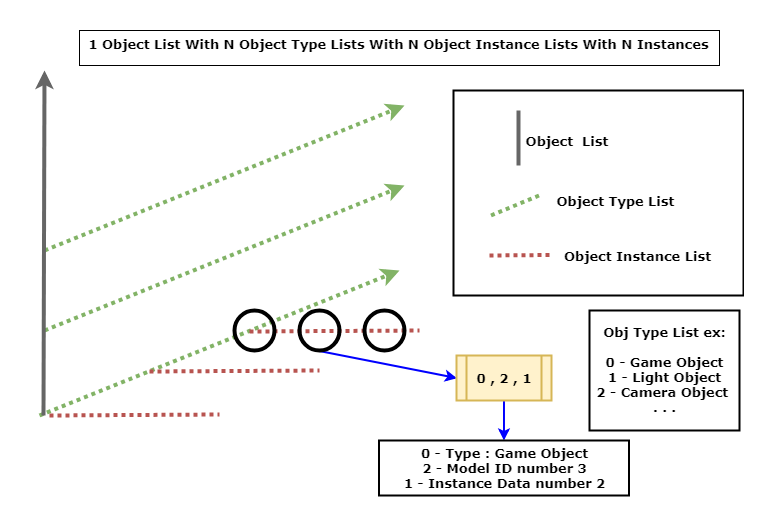 1 Object List With N Object Type Lists With N Object Instance Lists With N Instances
Object List
Object Type List
Object Instance List
Obj Type List ex:
0 - Game Object
1 - Light Object
2 - Camera Object
. . .
0 , 2 , 1
0 - Type : Game Object
2 - Model ID number 3
1 - Instance Data number 2